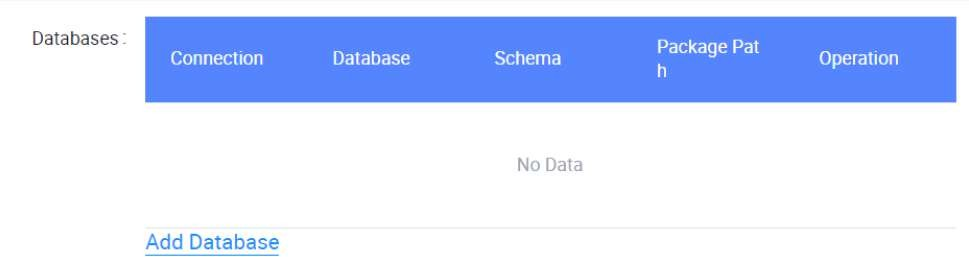 Databases :
Connection Database Schema Package Pat
h Operation
No Data
Add Database